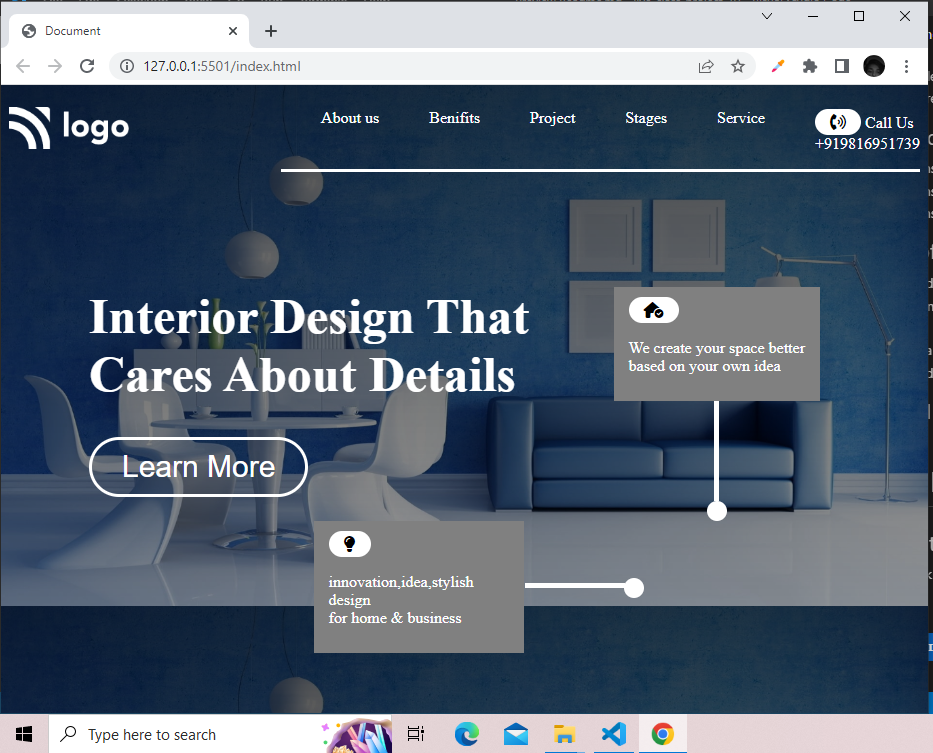 Document
127.0.0.1:5501/index.html
logo
About us
Benifits
Project
Stages
Service
Call Us
+919816951739
Interior Design That
Cares About Details
Learn More
We create your space better
based on your own idea
innovation,idea,stylish
design
for home & business
Type here to search